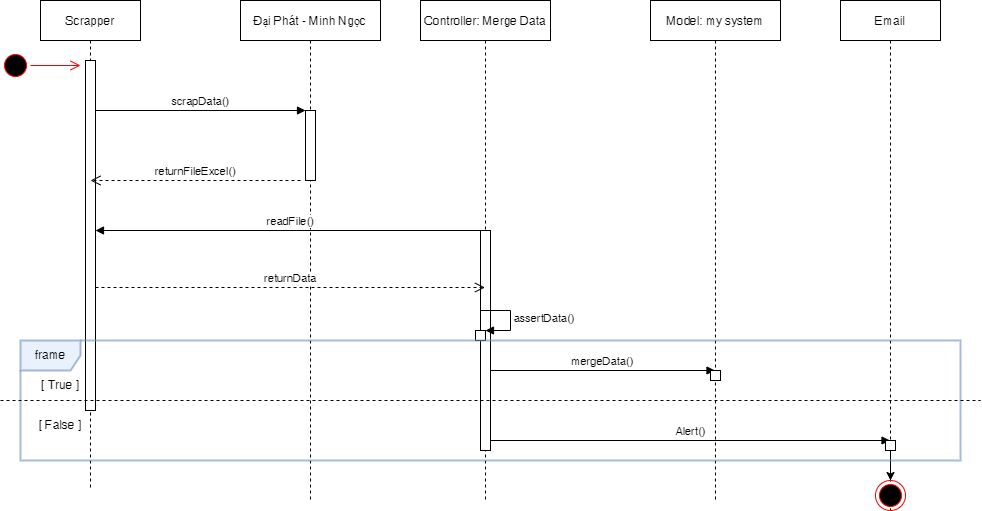 Scrapper
Đại Phát - Minh Ngọc
Controller: Merge Data
Model: my system
Email
scrapData()
returnFileExcel()
readFile()
returnData
assertData()
frame
mergeData()
[ True ]
[ False ]
Alert()